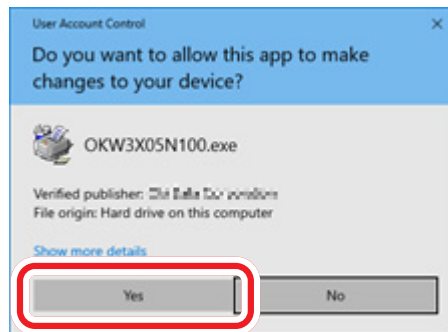 User Account Control
Do you want to allow this app to make
changes to your device?
OKW3X05N100.exe
Verified publisher:
File origin: Hard drive on this computer
Show more details
Yes
No